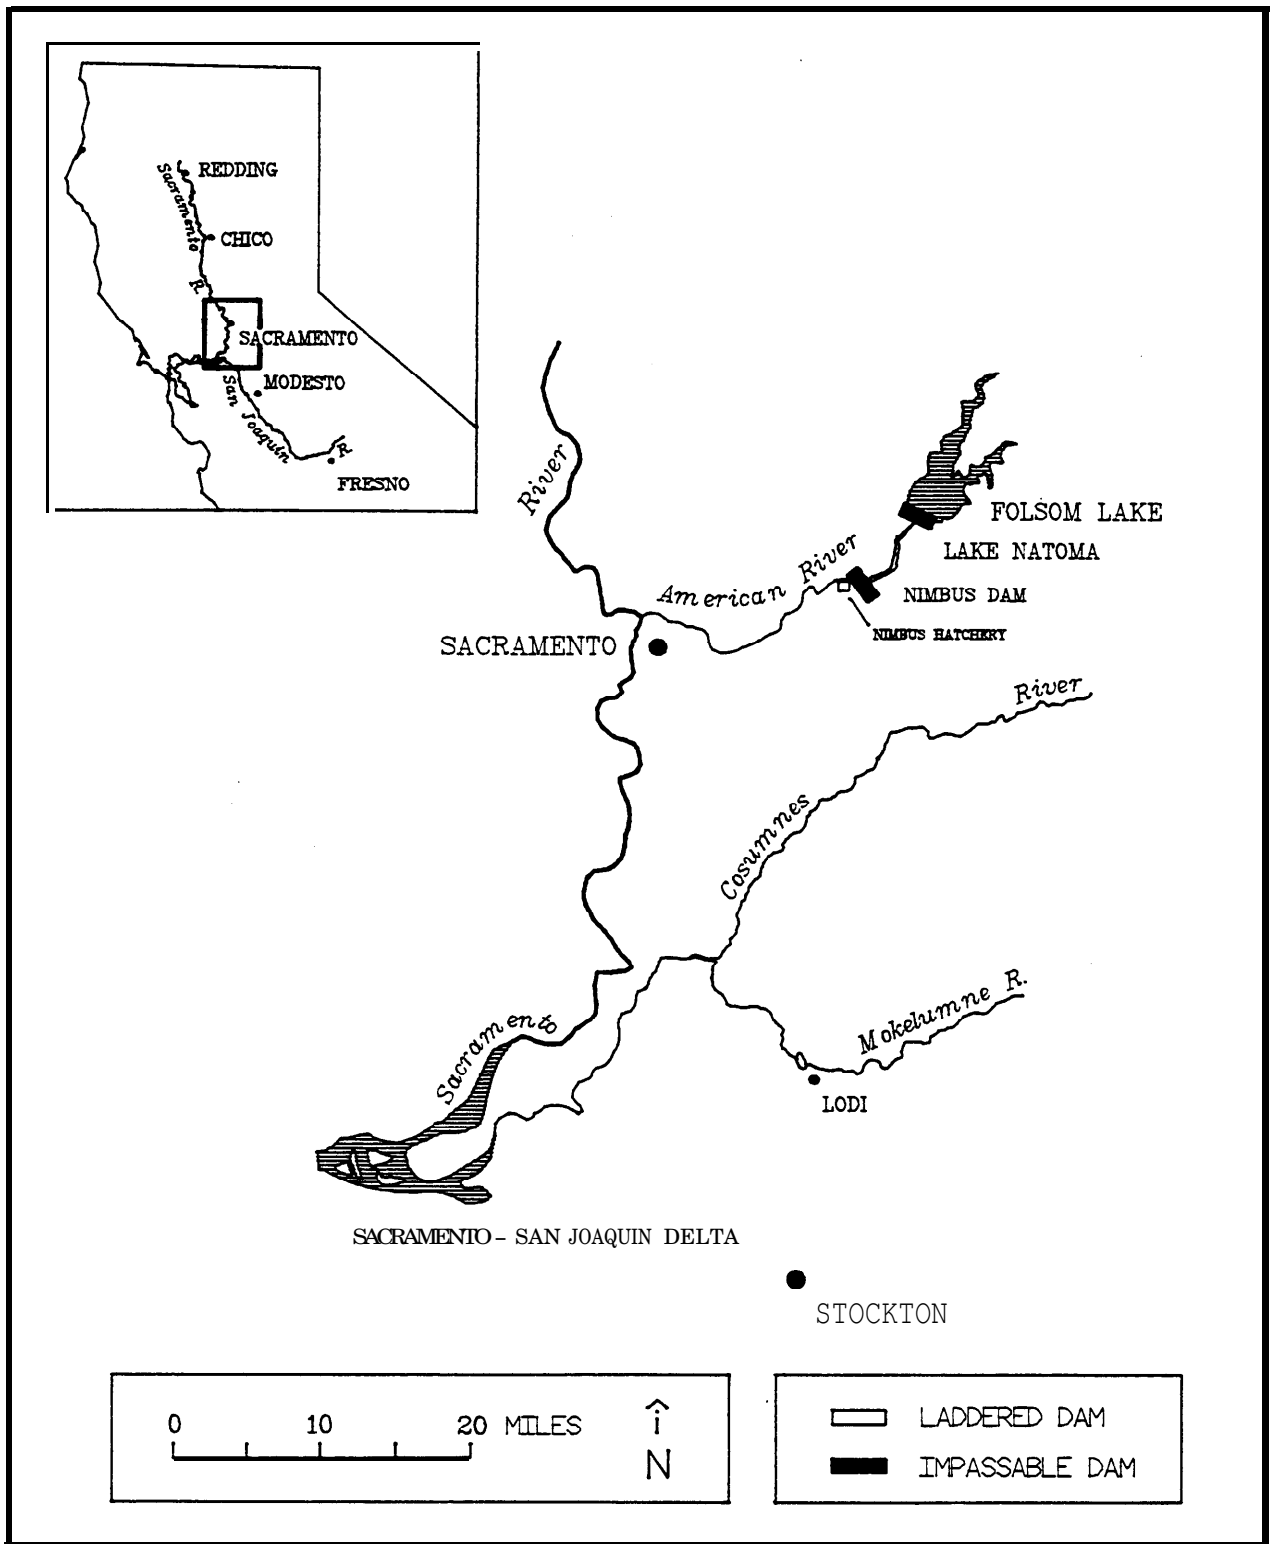 REDDING
Sacramento
CHICO
R.
SACRAMENTO
MODESTO
San Joaquin
R.
FRESNO
River
FOLSOM LAKE
LAKE NATOMA
American River
NIMBUS DAM
NIMBUS HATCHERY
SACRAMENTO
River
Cosumnes
Mokelumne R.
Sacramento
LODI
SACRAMENTO – SAN JOAQUIN DELTA
STOCKTON
0 10 20 MILES
N
LADDERED DAM
IMPASSABLE DAM